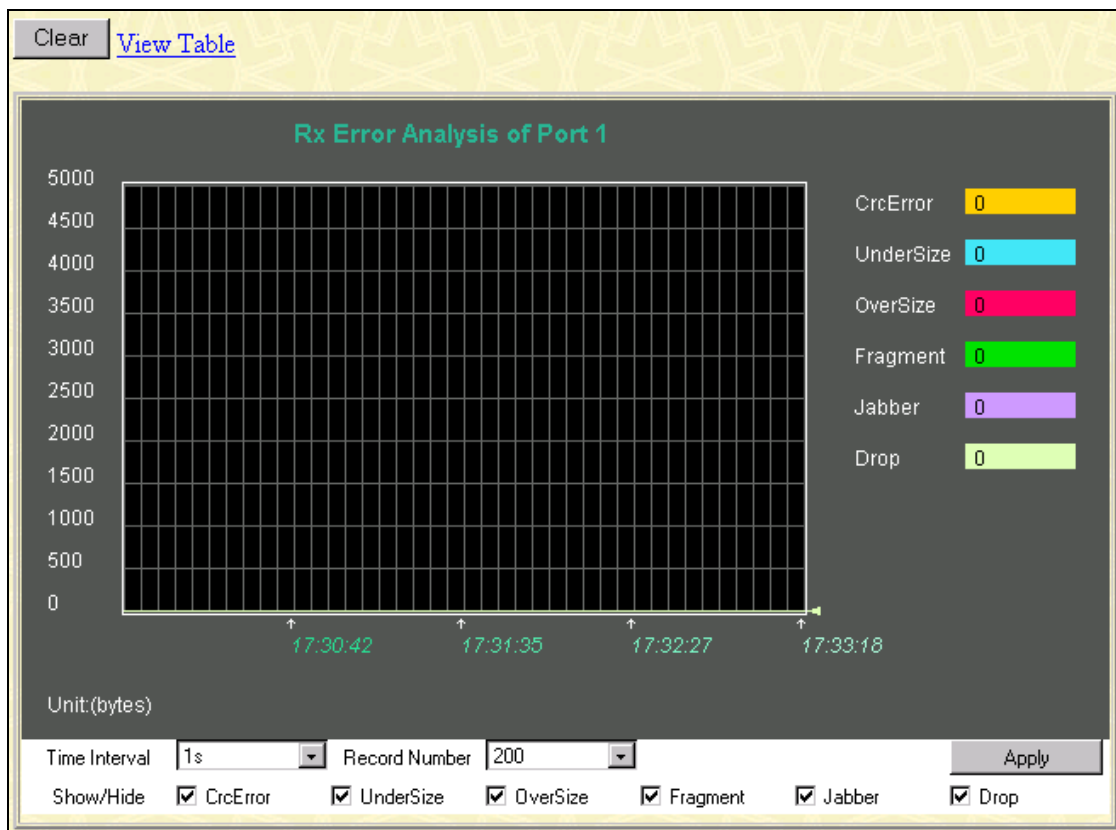 Clear View Table
Rx Error Analysis of Port 1
5000
4500
4000
3500
3000
2500
2000
1500
1000
500
0
CrcError 0
UnderSize 0
OverSize 0
Fragment 0
Jabber 0
Drop 0
17:30:42 17:31:35 17:32:27 17:33:18
Unit:(bytes)
Time Interval 1s Record Number 200 Apply
Show/Hide CrcError UnderSize OverSize Fragment Jabber Drop